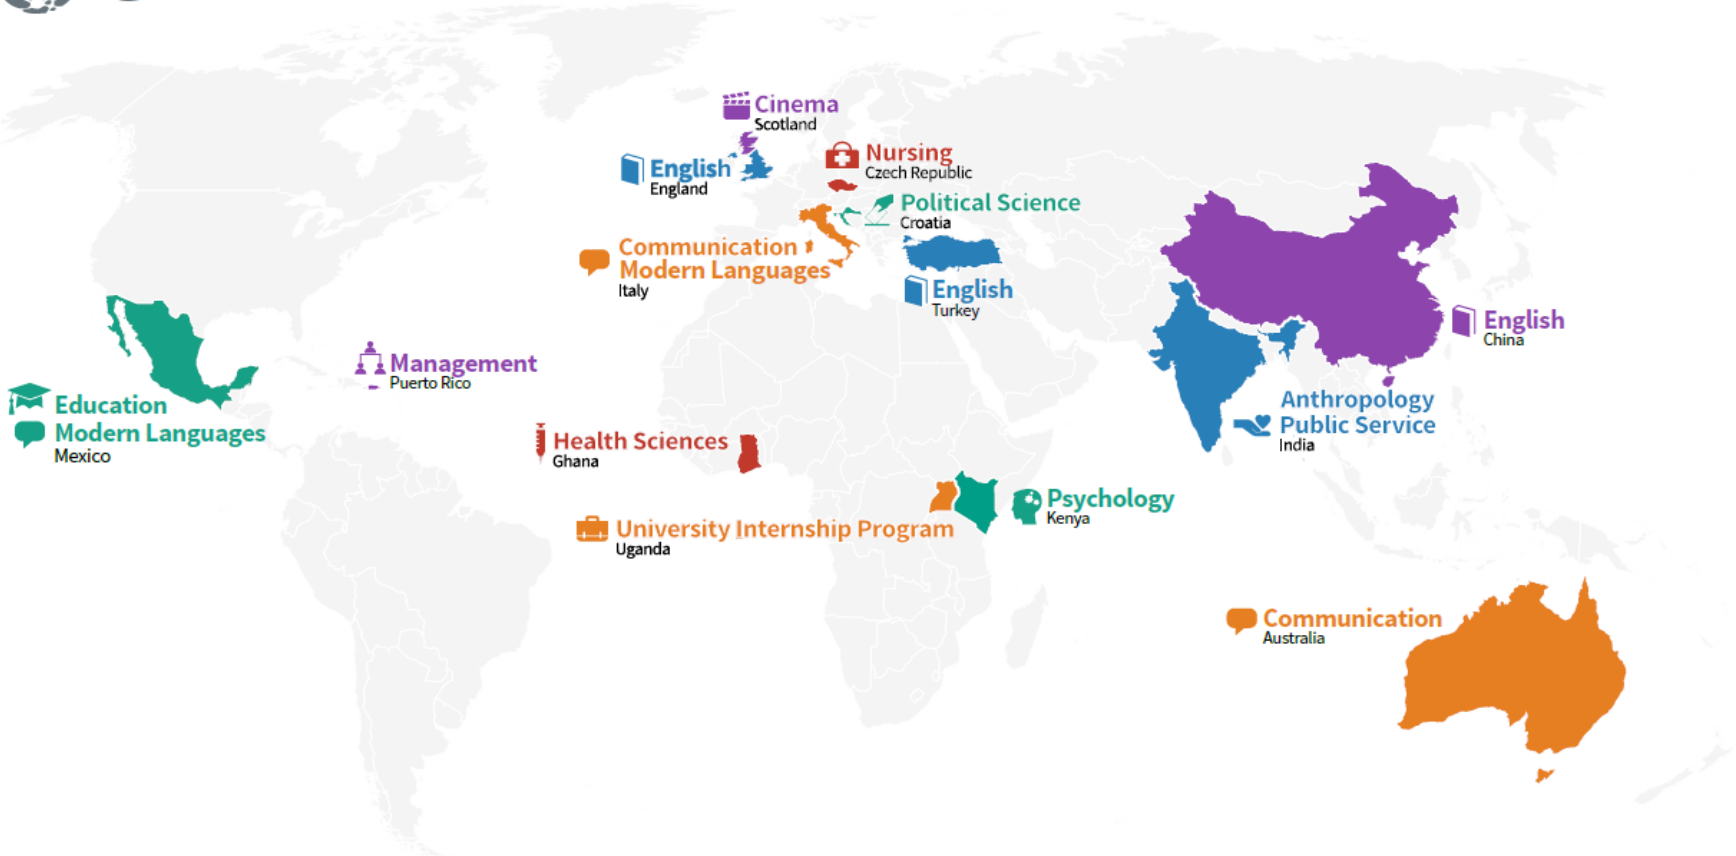 Cinema
Scotland
English
England
Nursing
Czech Republic
Political Science
Croatia
Communication
Modern Languages
Italy
English
Turkey
English
China
Management
Puerto Rico
Education
Modern Languages
Mexico
Anthropology
Public Service
India
Health Sciences
Ghana
Psychology
Kenya
University Internship Program
Uganda
Communication
Australia